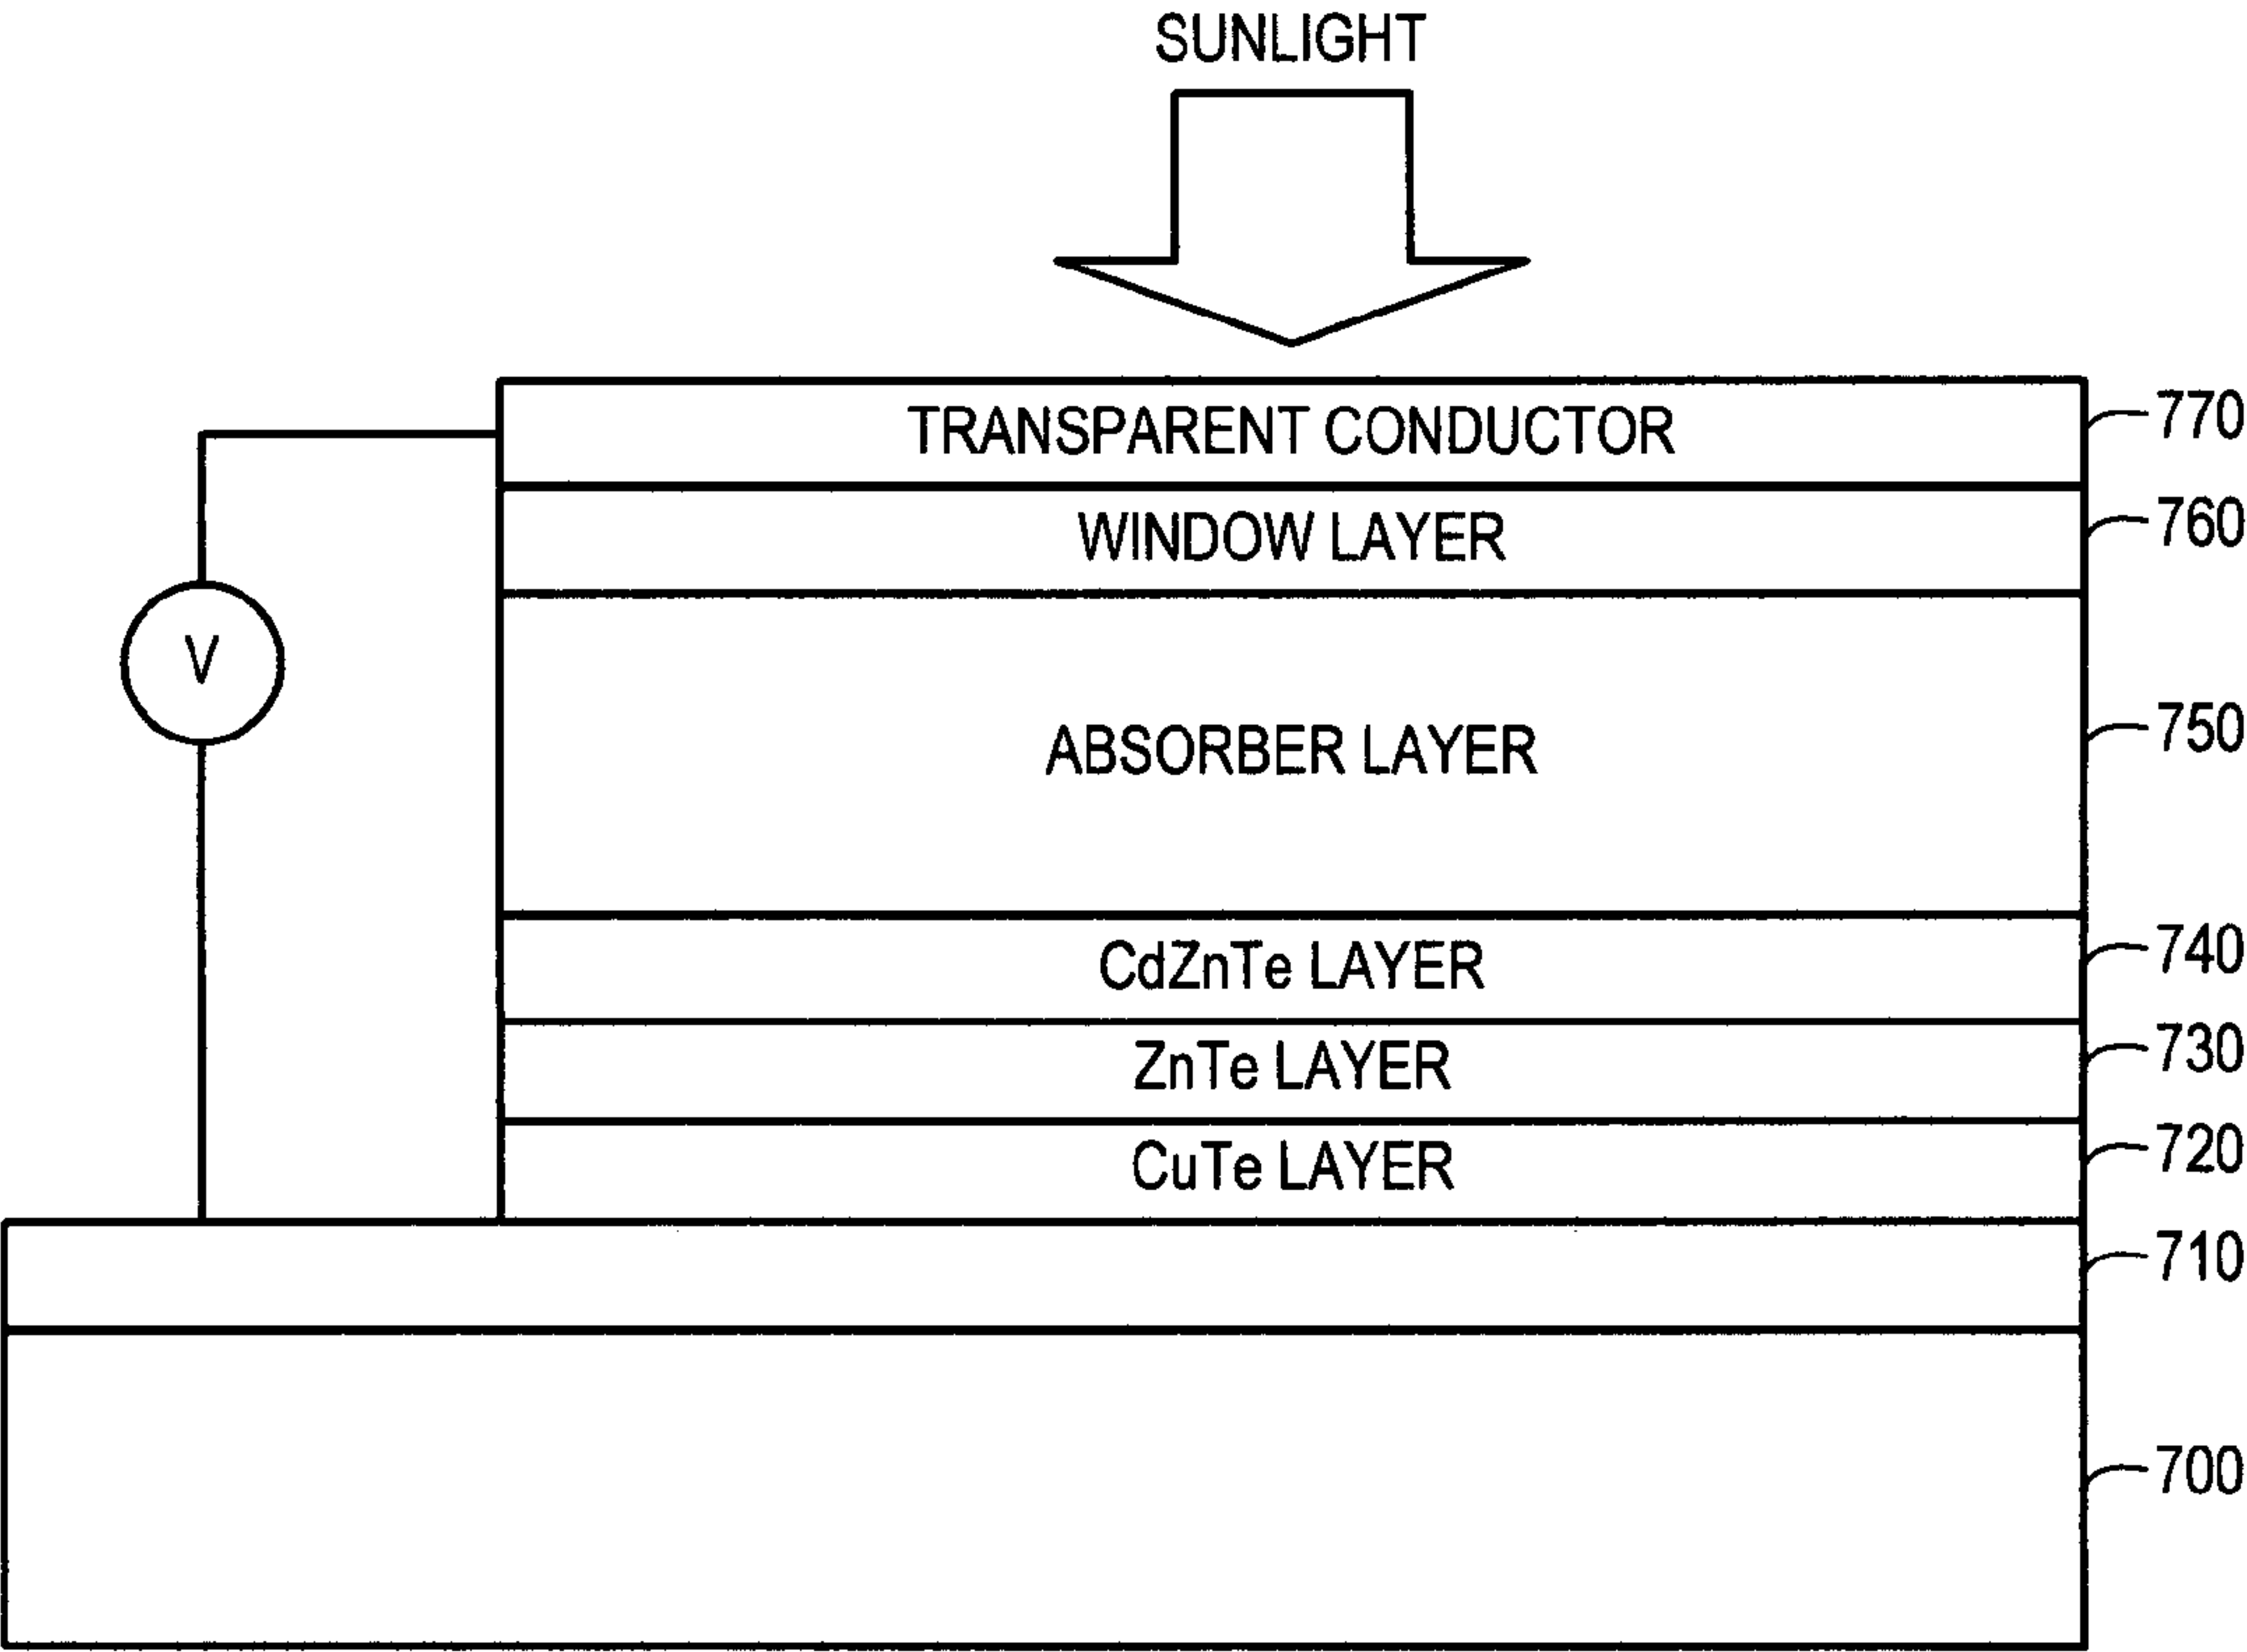 SUNLIGHT
TRANSPARENT CONDUCTOR
770
WINDOW LAYER
760
V
ABSORBER LAYER
750
CdZnTe LAYER
740
ZnTe LAYER
730
CuTe LAYER
720
710
700